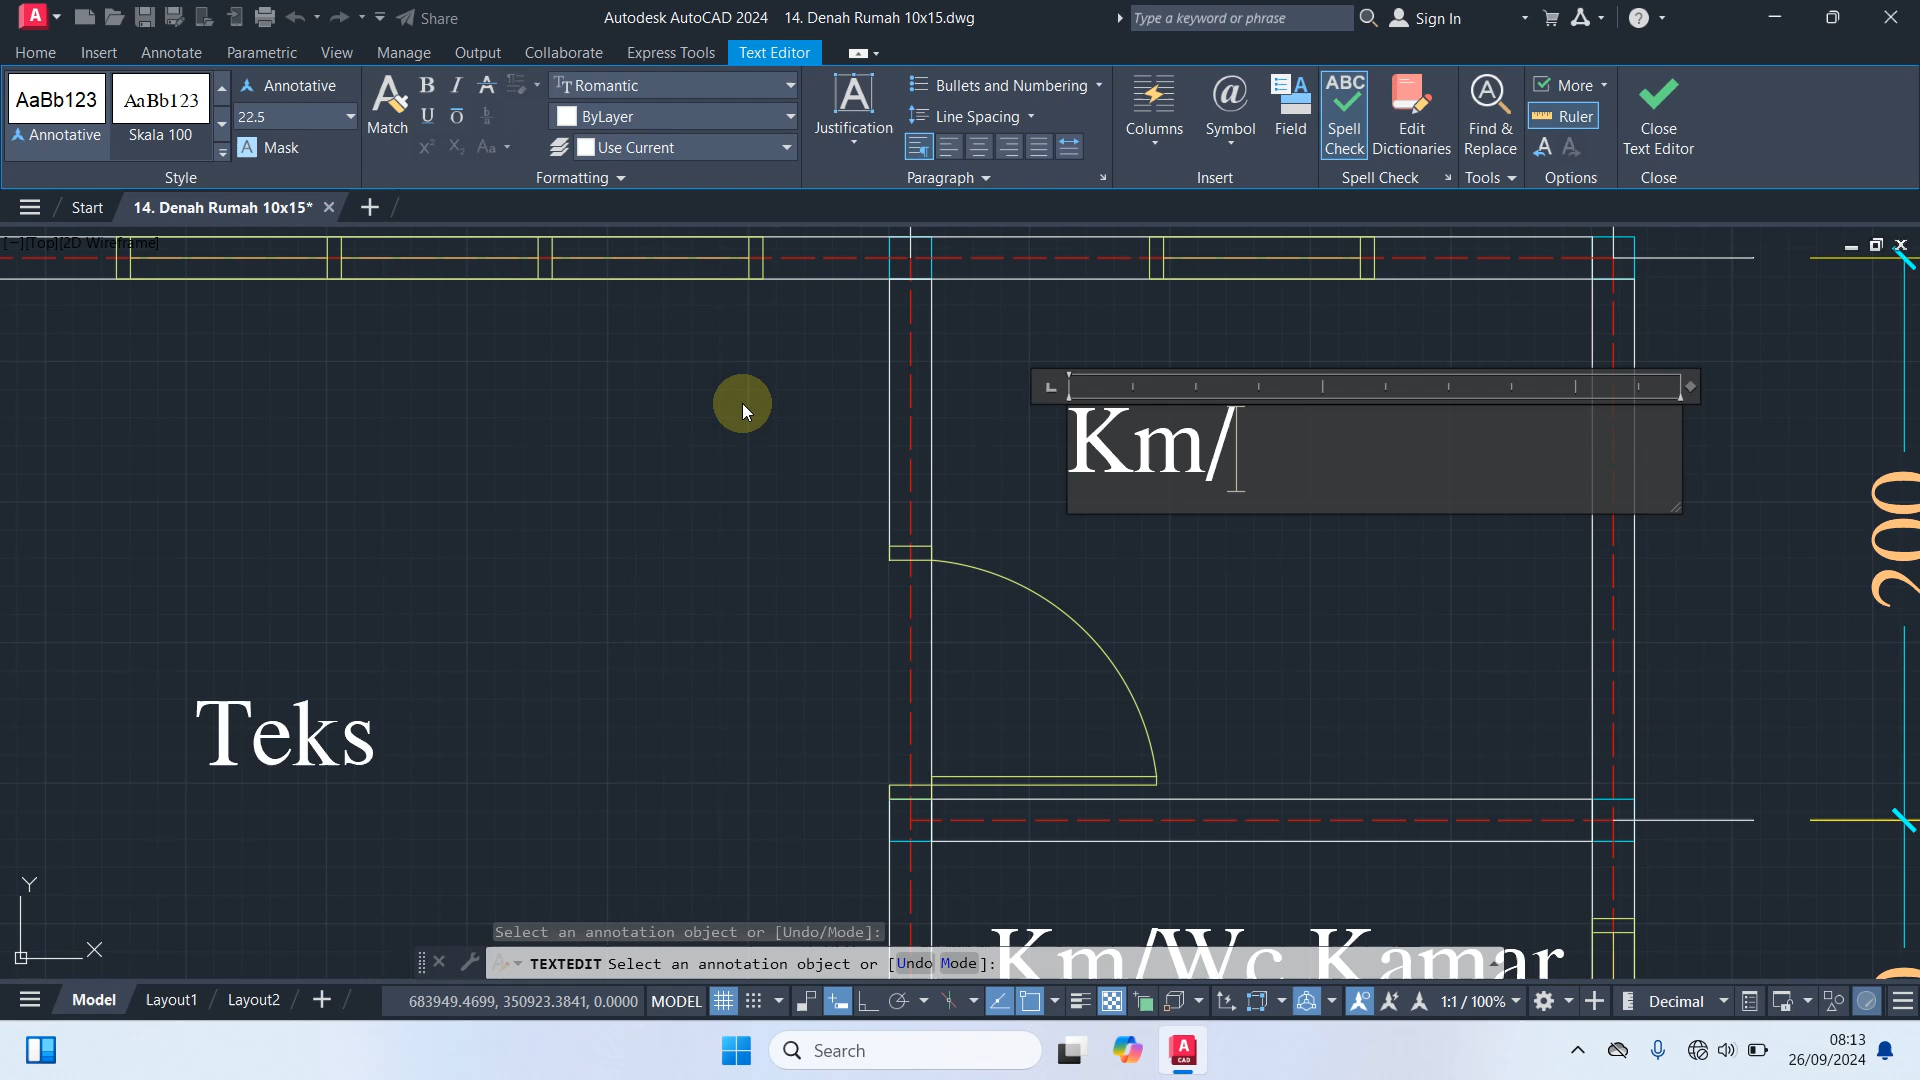 Share
Autodesk AutoCAD 2024
14. Denah Rumah 10x15.dwg
Type a keyword or phrase
Sign In
Home Insert Annotate Parametric View Manage Output Collaborate Express Tools Text Editor
AaBb123 Annotative
AaBb123 Skala 100
Annotative
22.5
Mask
Style
Match
Romantic
ByLayer
Use Current
Formatting
Justification
Bullets and Numbering
Line Spacing
Paragraph
Columns
Symbol
Field
Insert
ABC
Spell Check
Edit Dictionaries
Spell Check
Find & Replace
Tools
More
Ruler
Options
Close Text Editor
Close
Start
14. Denah Rumah 10x15*
[−][Top][2D Wireframe]
Km/
200
Teks
Y
X
Km/Wc Kamar
Select an annotation object or [Undo/Mode]:
TEXTEDIT Select an annotation object or [Undo Mode]:
Model Layout1 Layout2
683949.4699, 350923.3841, 0.0000
MODEL
1:1 / 100%
Decimal
Search
08:13
26/09/2024